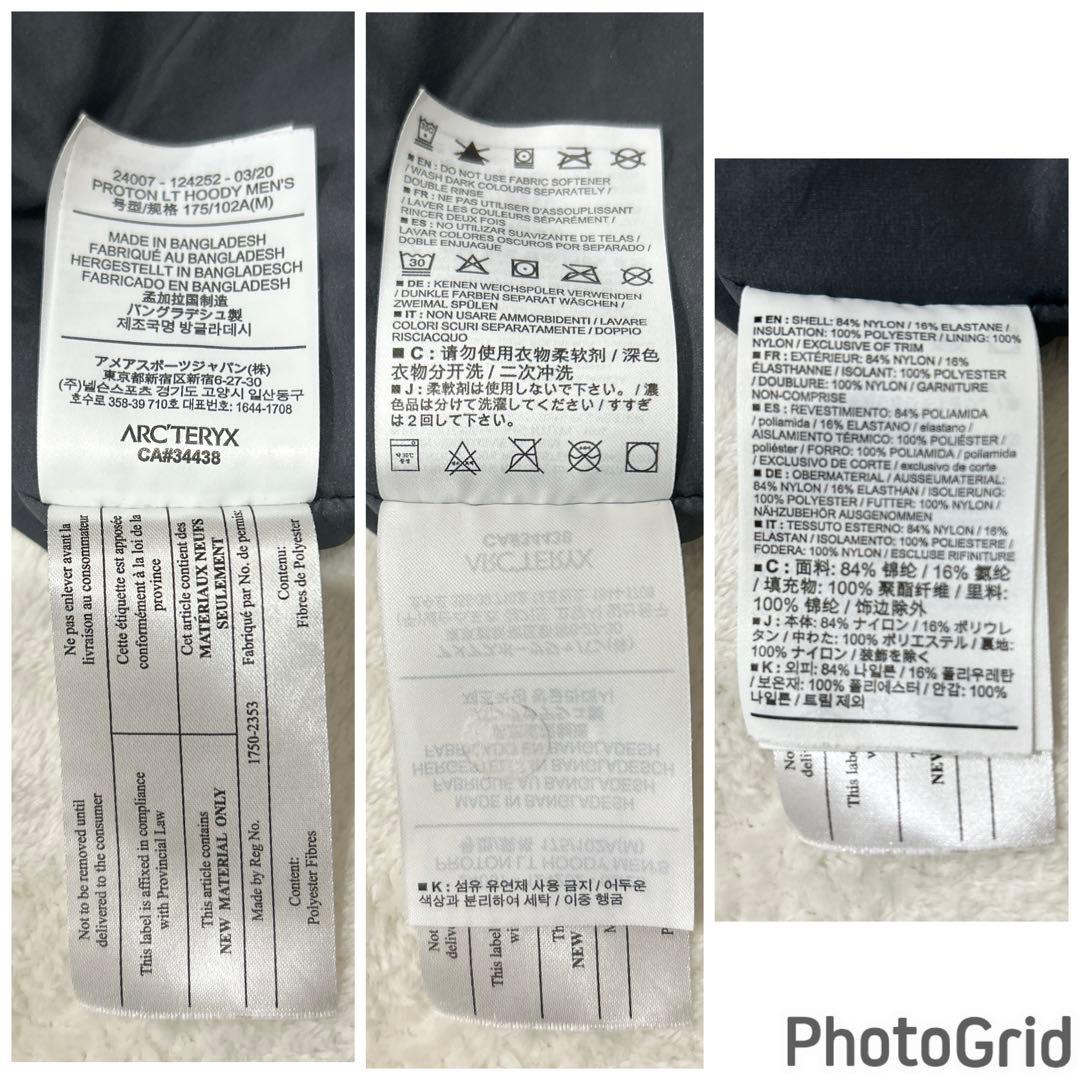 24007 - 124252 - 03/20
PROTON LT HOODY MEN'S
号型/规格 175/102A(M)
MADE IN BANGLADESH
FABRIQUÉ AU BANGLADESH
HERGESTELLT IN BANGLADESCH
FABRICADO EN BANGLADESH
孟加拉国制造
バングラデシュ製
제조국명 방글라데시
アメアスポーツジャパン(株)
東京都新宿区新宿6-27-30
(주)넬슨스포츠 경기도 고양시 일산동구
호수로 358-39 710호 대표번호: 1644-1708
ARC'TERYX
CA#34438
Ne pas enlever avant la
livraison au consommateur
Cette étiquette est apposée
conformément à la loi de la
province
Cet article contient des
MATERIAUX NEUFS
SEULEMENT
Fabriqué par No. de permis:
Contenu:
Fibres de Polyester
1750-2353
Not to be removed until
delivered to the consumer
This label is affixed in compliance
with Provincial Law
This article contains
NEW MATERIAL ONLY
Made by Reg No.
Content:
Polyester Fibres
30°C
■ EN : DO NOT USE FABRIC SOFTENER
/ WASH DARK COLOURS SEPARATELY /
DOUBLE RINSE
■ FR : NE PAS UTILISER D'ASSOUPLISSANT
/ LAVER LES COULEURS SÉPARÉMENT /
RINCER DEUX FOIS
■ ES : NO UTILIZAR SUAVIZANTE DE TELAS /
LAVAR COLORES OSCUROS POR SEPARADO /
DOBLE ENJUAGUE
30
■ DE : KEINEN WEICHSPÜLER VERWENDEN
/ DUNKLE FARBEN SEPARAT WÄSCHEN /
ZWEIMAL SPÜLEN
■ IT : NON USARE AMMORBIDENTI / LAVARE
COLORI SCURI SEPARATAMENTE / DOPPIO
RISCIACQUO
■ C : 请勿使用衣物柔软剂 / 深色
衣物分开洗 / 二次冲洗
■ J : 柔軟剤は使用しないで下さい。/ 濃
色品は分けて洗濯してください / すすぎ
は2回して下さい。
약 30℃
중성
■ K : 섬유 유연제 사용 금지 / 어두운
색상과 분리하여 세탁 / 이중 헹굼
Not
deliv
This label
wi
Th
NEW
M
P
■ EN : SHELL: 84% NYLON / 16% ELASTANE /
INSULATION: 100% POLYESTER / LINING: 100%
NYLON / EXCLUSIVE OF TRIM
■ FR : EXTÉRIEUR: 84% NYLON / 16%
ÉLASTHANNE / ISOLANT: 100% POLYESTER
/ DOUBLURE: 100% NYLON / GARNITURE
NON-COMPRISE
■ ES : REVESTIMIENTO: 84% POLIAMIDA
/ poliamida / 16% ELASTANO / elastano /
AISLAMIENTO TÉRMICO: 100% POLIÉSTER /
poliéster / FORRO: 100% POLIAMIDA / poliamida
/ EXCLUSIVO DE CORTE / exclusivo de corte
■ DE : OBERMATERIAL / AUSSEUMATERIAL:
84% NYLON / 16% ELASTHAN / ISOLIERUNG:
100% POLYESTER / FUTTER: 100% NYLON /
NÄHZUBEHÖR AUSGENOMMEN
■ IT : TESSUTO ESTERNO: 84% NYLON / 16%
ELASTAN / ISOLAMENTO: 100% POLIESTERE /
FODERA: 100% NYLON / ESCLUSE RIFINITURE
■ C : 面料: 84% 锦纶 / 16% 氨纶
/ 填充物: 100% 聚酯纤维 / 里料:
100% 锦纶 / 饰边除外
■ J : 本体: 84% ナイロン / 16% ポリウレ
タン / 中わた: 100% ポリエステル / 裏地:
100% ナイロン / 装飾を除く
■ K : 외피: 84% 나일론 / 16% 폴리우레탄
/ 보온재: 100% 폴리에스터 / 안감: 100%
나일론 / 트림 제외
No
deli
This label
NEW
PhotoGrid